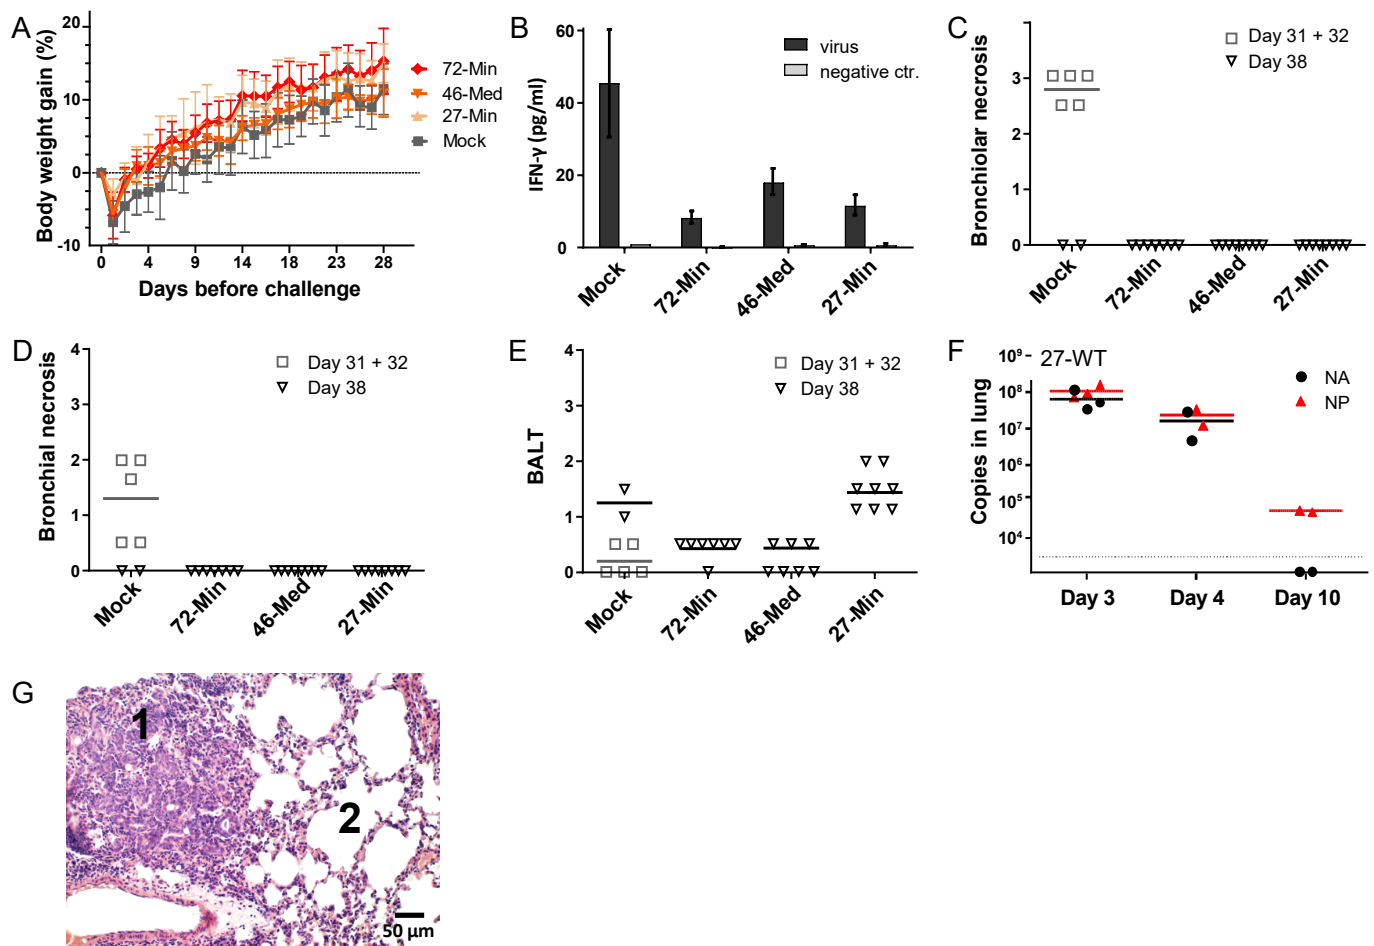 A
Body weight gain (%)
20
10
0
-10
0 4 9 14 18 23 28
Days before challenge
72-Min
46-Med
27-Min
Mock
B
IFN-γ (pg/ml)
60
40
20
0
virus
negative ctr.
Mock 72-Min 46-Med 27-Min
C
Bronchiolar necrosis
3
2
1
0
Day 31 + 32
Day 38
Mock 72-Min 46-Med 27-Min
D
Bronchial necrosis
4
3
2
1
0
Day 31 + 32
Day 38
Mock 72-Min 46-Med 27-Min
E
BALT
4
3
2
1
0
Day 31 + 32
Day 38
Mock 72-Min 46-Med 27-Min
F
27-WT
Copies in lung
10⁹
10⁸
10⁷
10⁶
10⁵
10⁴
NA
NP
Day 3 Day 4 Day 10
G
1
2
50 µm